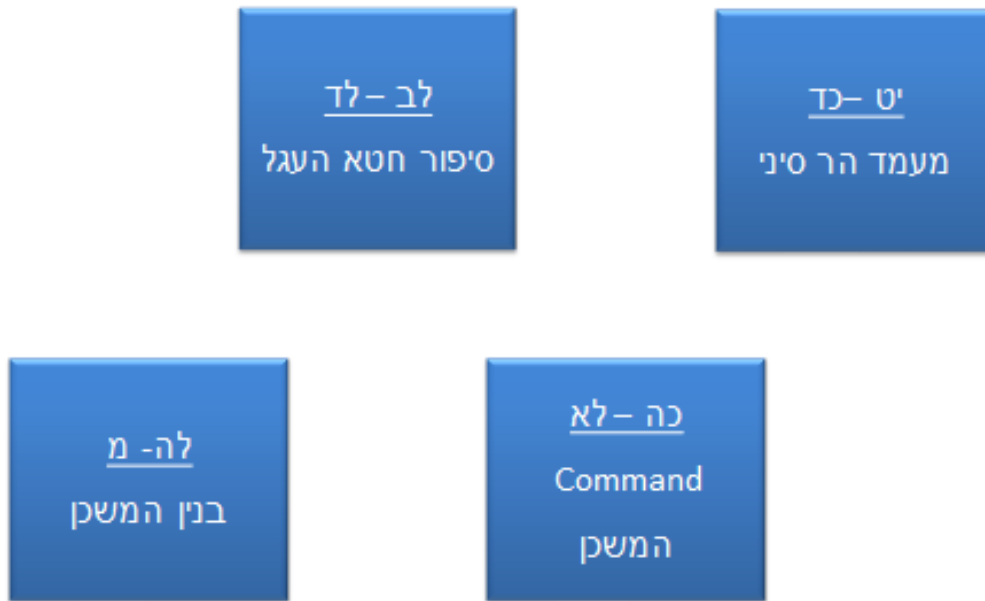 יט –כד
מעמד הר סיני
לב – לד
סיפור חטא העגל
כה – לא
Command
המשכן
לה- מ
בנין המשכן